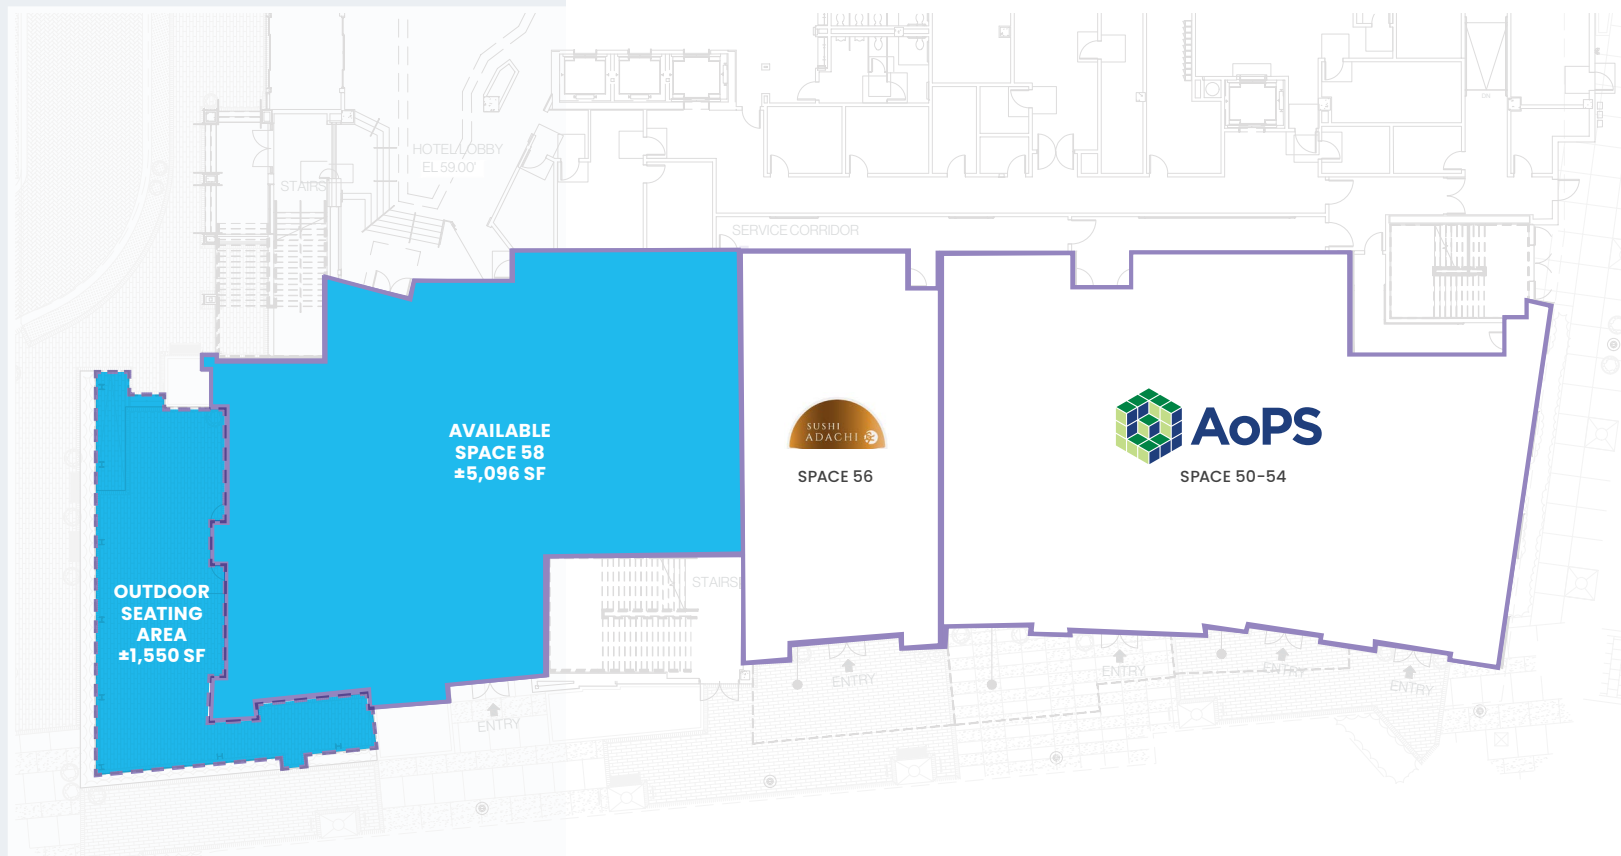 HOTEL LOBBY
EL 59.00'
STAIRS
SERVICE CORRIDOR
DN
AVAILABLE
SPACE 58
±5,096 SF
SUSHI
ADACHI
SPACE 56
AoPS
SPACE 50-54
OUTDOOR
SEATING
AREA
±1,550 SF
STAIRS
ENTRY
ENTRY
ENTRY
ENTRY
ENTRY